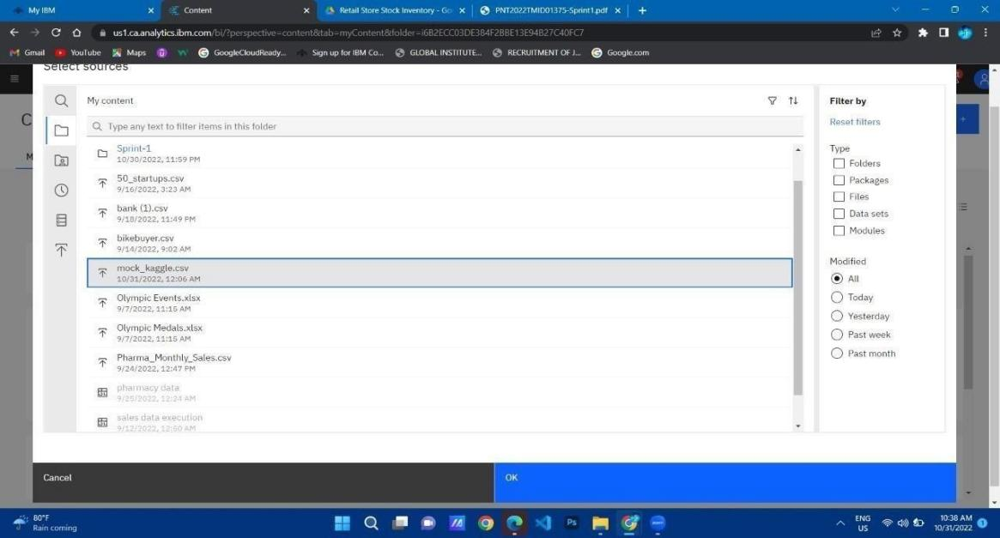 My IBM
Content
Retail Store Stock Inventory - Go
PNT2022TMID01375-Sprint1.pdf
us1.ca.analytics.ibm.com/bi/?perspective=content&tab=myContent&folder=i6B2ECC03DE384F2BBE13E94B27C40FC7
Gmail
YouTube
Maps
GoogleCloudReady...
Sign up for IBM Co...
GLOBAL INSTITUTE...
RECRUITMENT OF J...
Google.com
Select sources
My content
Type any text to filter items in this folder
Sprint-1
10/30/2022, 11:59 PM
50_startups.csv
9/16/2022, 3:23 AM
bank (1).csv
9/18/2022, 11:49 PM
bikebuyer.csv
9/14/2022, 9:02 AM
mock_kaggle.csv
10/31/2022, 12:06 AM
Olympic Events.xlsx
9/7/2022, 11:15 AM
Olympic Medals.xlsx
9/7/2022, 11:15 AM
Pharma_Monthly_Sales.csv
9/24/2022, 12:47 PM
pharmacy data
9/25/2022, 12:24 AM
sales data execution
9/12/2022, 12:50 AM
Filter by
Reset filters
Type
Folders
Packages
Files
Data sets
Modules
Modified
All
Today
Yesterday
Past week
Past month
Cancel
OK
80°F
Rain coming
Ps
ENG
US
10:38 AM
10/31/2022
1